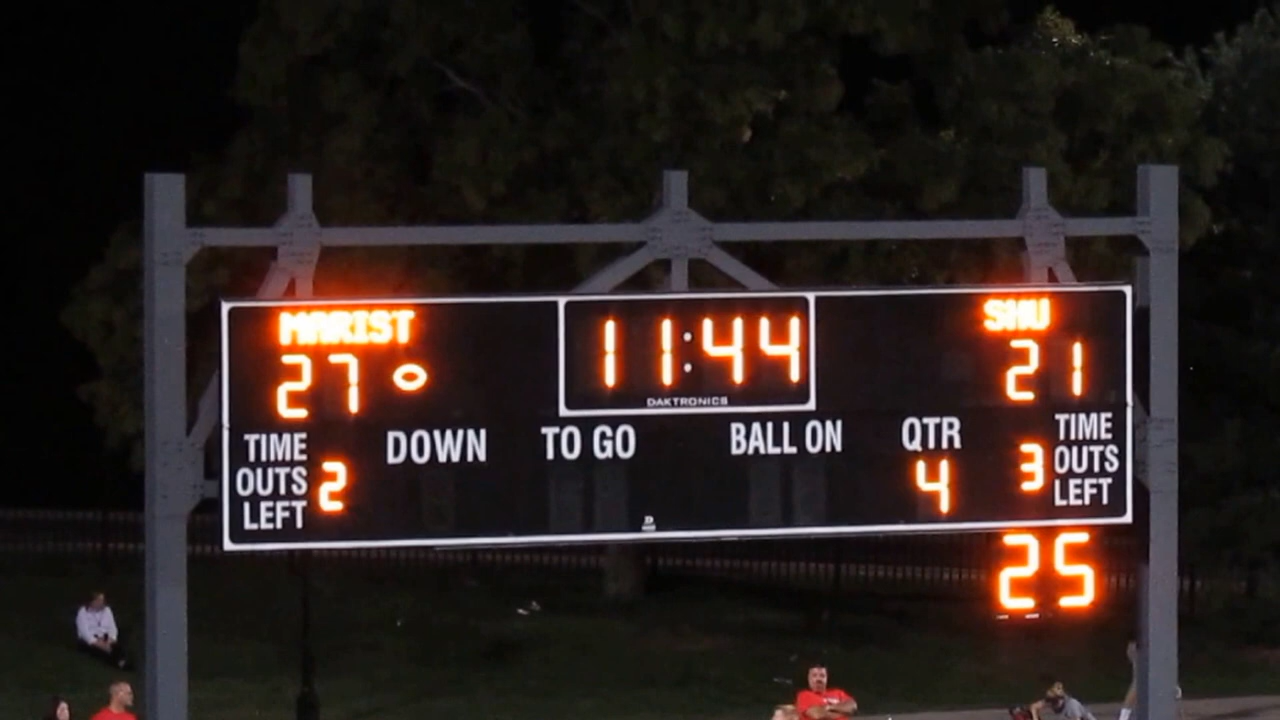 MARIST
11:44
SHU
27
21
DAKTRONICS
TIME OUTS LEFT
2
DOWN
TO GO
BALL ON
QTR
4
3
TIME OUTS LEFT
25